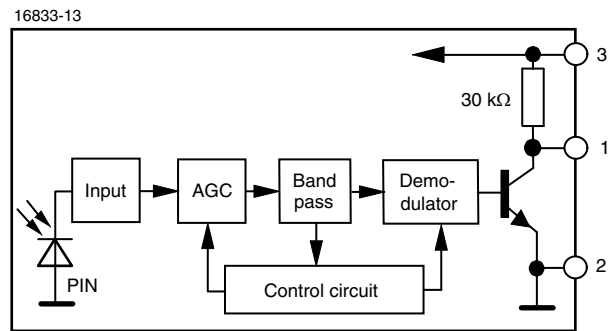 16833-13
3
30 kΩ
1
Input
AGC
Band
pass
Demo-
dulator
2
PIN
Control circuit